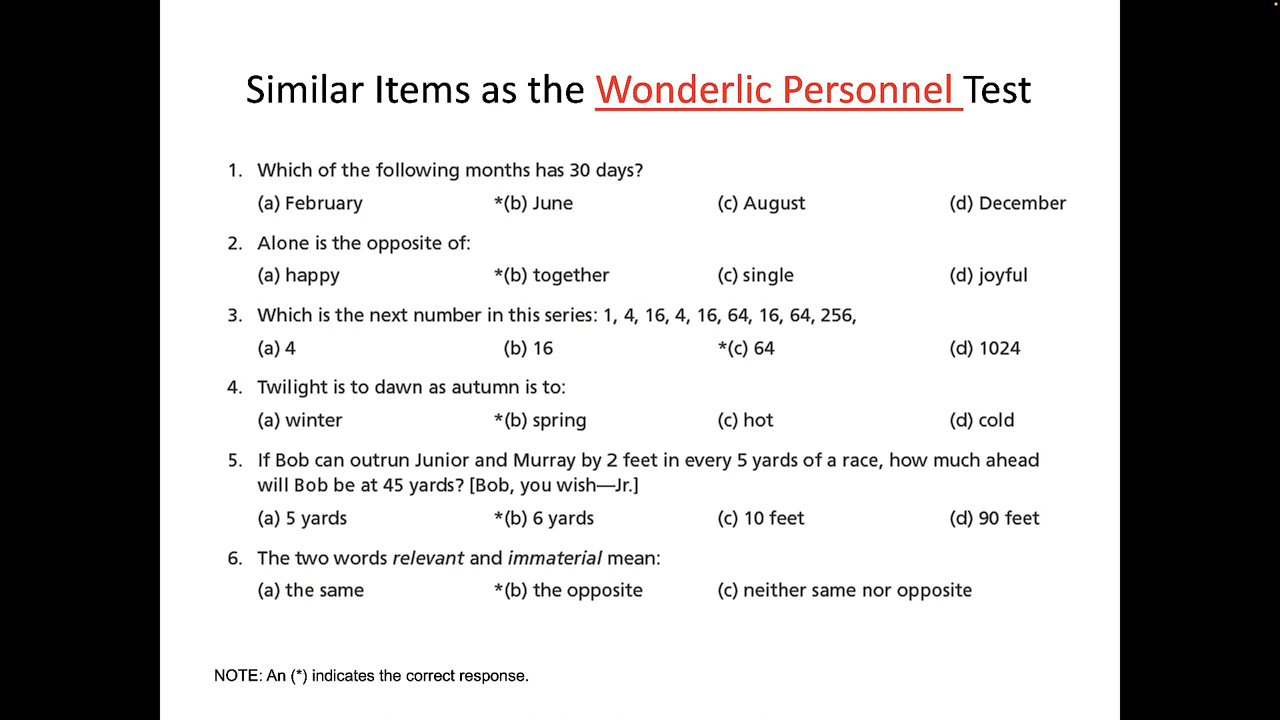 Similar Items as the Wonderlic Personnel Test
1. Which of the following months has 30 days?
(a) February *(b) June (c) August (d) December
2. Alone is the opposite of:
(a) happy *(b) together (c) single (d) joyful
3. Which is the next number in this series: 1, 4, 16, 4, 16, 64, 16, 64, 256,
(a) 4 (b) 16 *(c) 64 (d) 1024
4. Twilight is to dawn as autumn is to:
(a) winter *(b) spring (c) hot (d) cold
5. If Bob can outrun Junior and Murray by 2 feet in every 5 yards of a race, how much ahead
will Bob be at 45 yards? [Bob, you wish—Jr.]
(a) 5 yards *(b) 6 yards (c) 10 feet (d) 90 feet
6. The two words relevant and immaterial mean:
(a) the same *(b) the opposite (c) neither same nor opposite
NOTE: An (*) indicates the correct response.